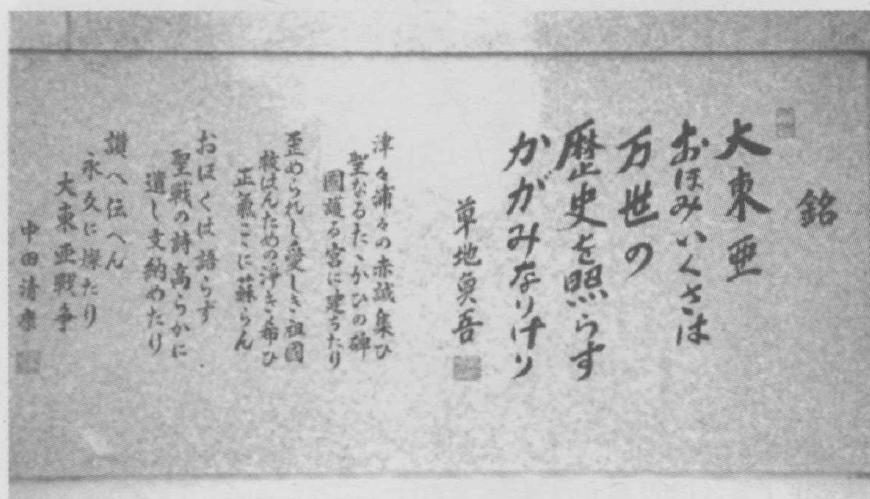 銘
大東亜
おほみいくさは
万世の
歴史を照らす
かがみなりけり
草地貞吾
津々浦々の赤誠集ひ
聖なるたゝかひの碑
國護る宮に建ちたり
歪められし愛しき祖國
救はんための浄き希ひ
正氣こゝに蘇らん
おほくは語らず
聖戦の詩高らかに
遺し文納めたり
讃へ伝へん
永久に燦たり
大東亜戦争
中田清康